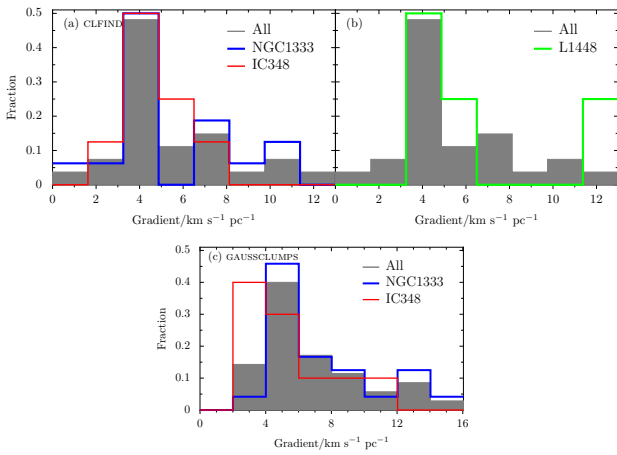 (a) CLFIND
All
NGC1333
IC348
0.5
0.4
0.3
0.2
0.1
0
Fraction
0 2 4 6 8 10 12
Gradient/km s⁻¹ pc⁻¹
(b)
All
L1448
0 2 4 6 8 10 12
Gradient/km s⁻¹ pc⁻¹
(c) GAUSSCLUMPS
All
NGC1333
IC348
0.5
0.4
0.3
0.2
0.1
0
Fraction
0 4 8 12 16
Gradient/km s⁻¹ pc⁻¹